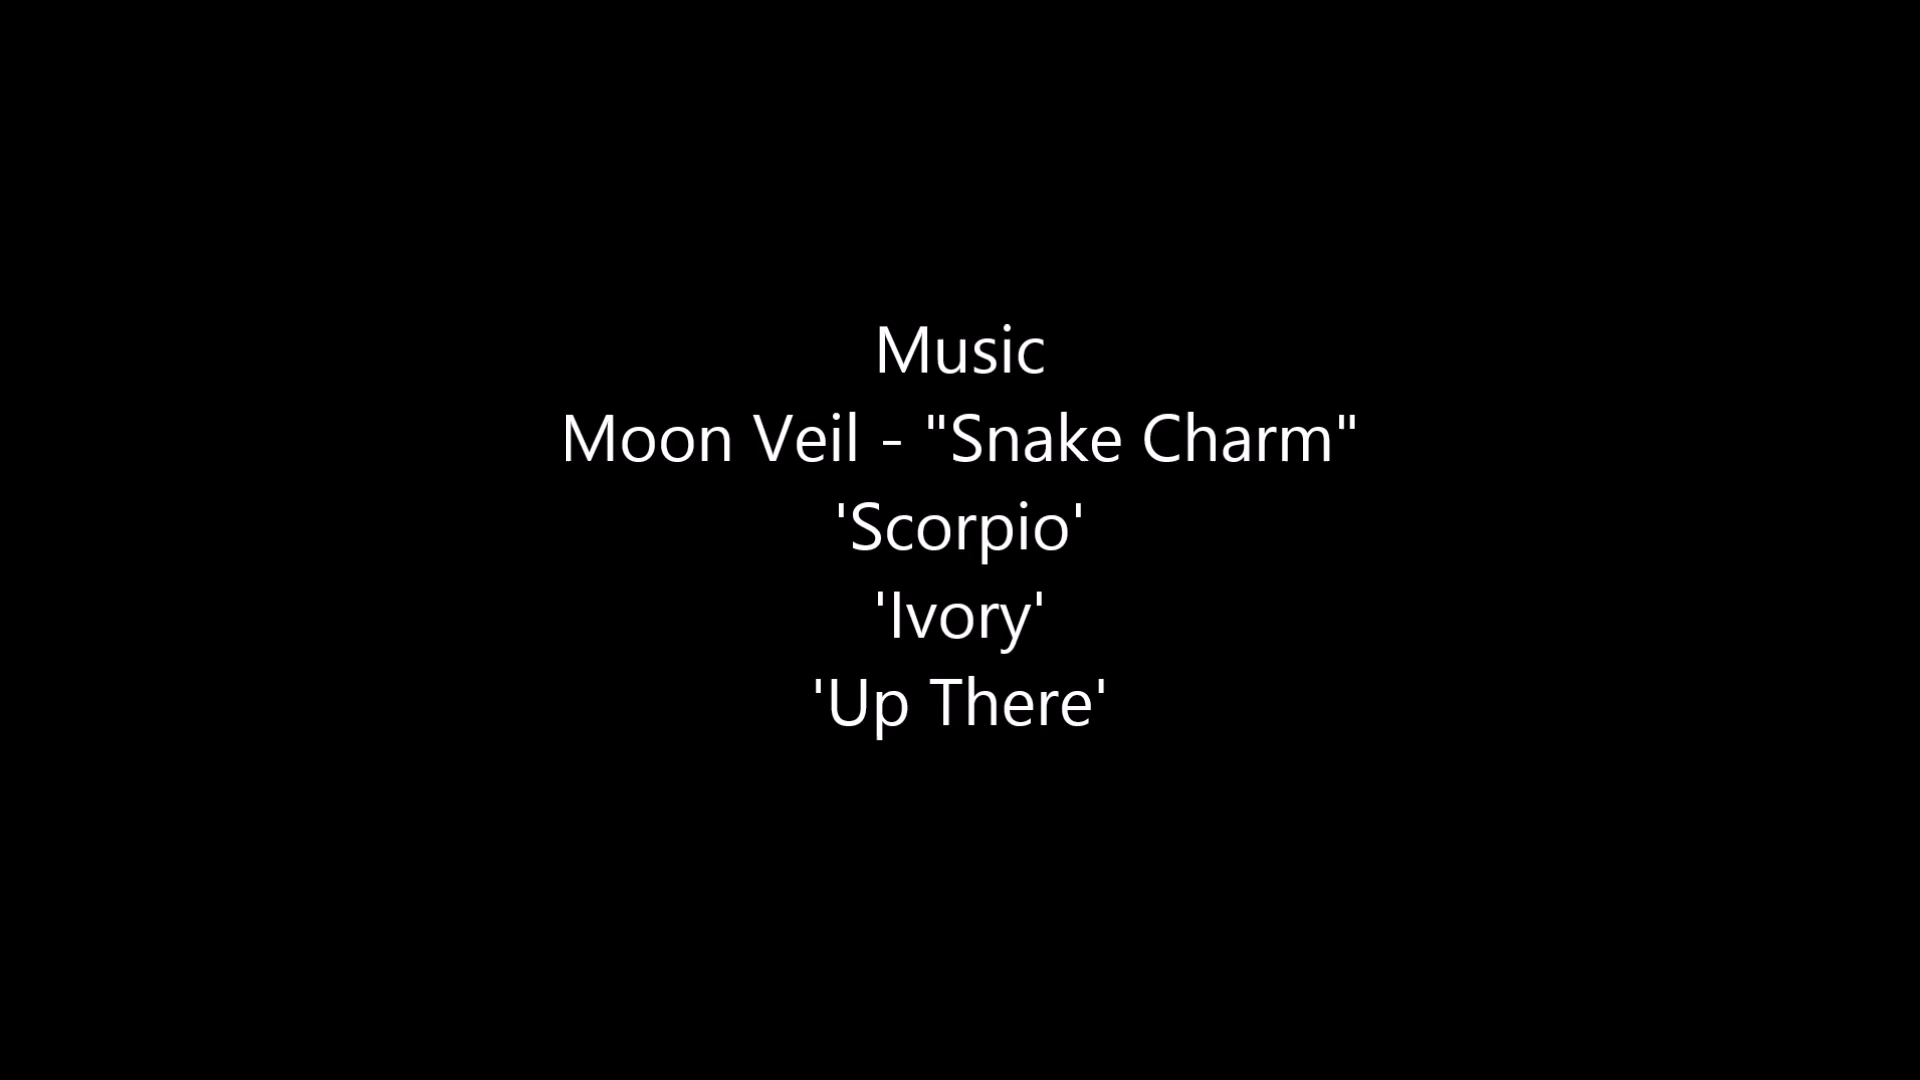 Music
Moon Veil - "Snake Charm"
'Scorpio'
'Ivory'
'Up There'